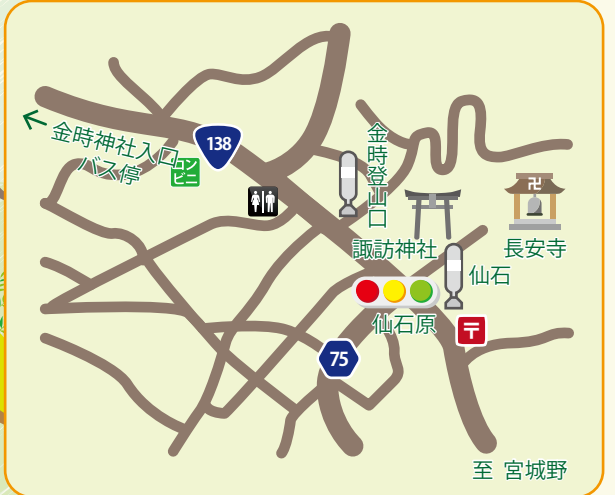 138
金時神社入口
バス停
コン
ビニ
金時登山口
卍
諏訪神社
長安寺
仙石
仙石原
〒
75
至 宮城野